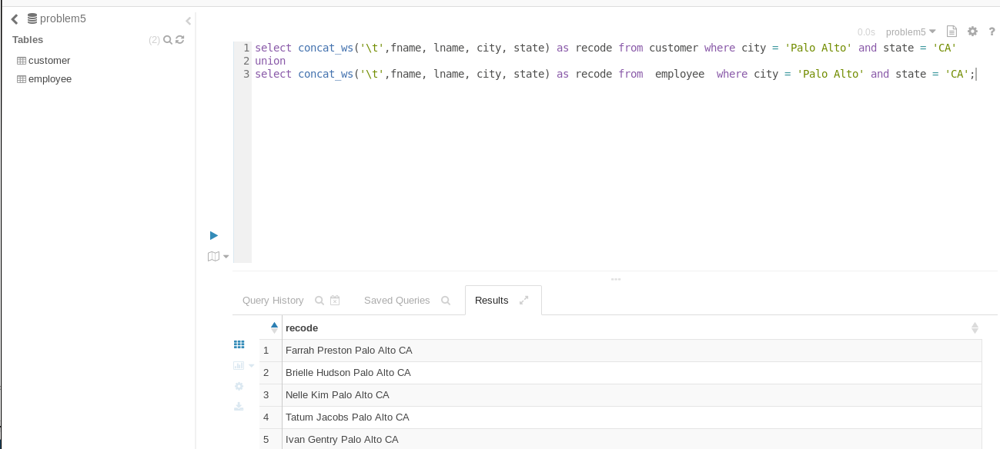 problem5
Tables (2)
customer
employee
0.0s problem5 ?
1 select concat_ws('\t',fname, lname, city, state) as recode from customer where city = 'Palo Alto' and state = 'CA'
2 union
3 select concat_ws('\t',fname, lname, city, state) as recode from  employee  where city = 'Palo Alto' and state = 'CA';
Query History Saved Queries Results
recode
1 Farrah Preston Palo Alto CA
2 Brielle Hudson Palo Alto CA
3 Nelle Kim Palo Alto CA
4 Tatum Jacobs Palo Alto CA
5 Ivan Gentry Palo Alto CA